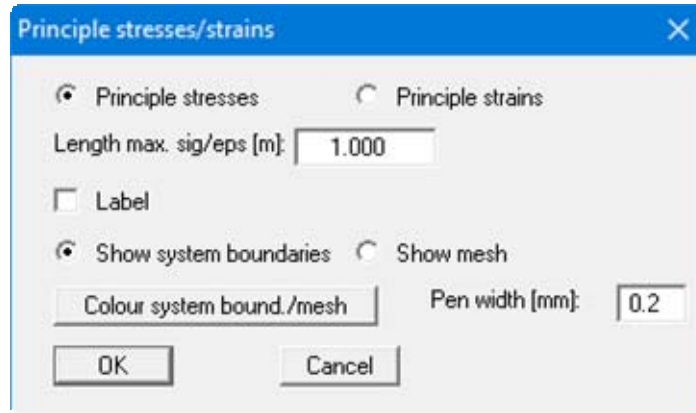 Principle stresses/strains
Principle stresses Principle strains
Length max. sig/eps [m]: 1.000
Label
Show system boundaries Show mesh
Colour system bound./mesh Pen width [mm]: 0.2
OK Cancel